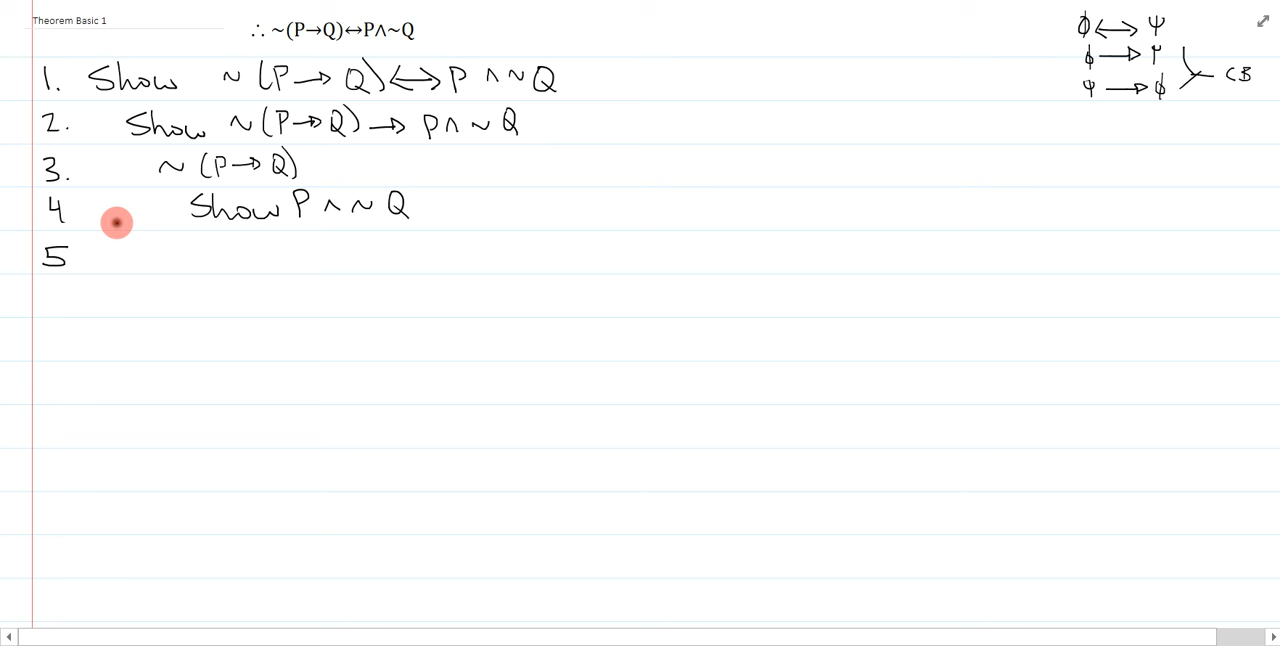 Theorem Basic 1
∴ ~(P→Q)↔P∧~Q
ϕ ⟷ ψ
ϕ ⟶ ψ
ψ ⟶ ϕ
CB
1. Show ~(P→Q)⟷P ∧ ~Q
2. Show ~(P→Q)→ P∧ ~Q
3. ~(P→Q)
4 Show P ∧ ~Q
5